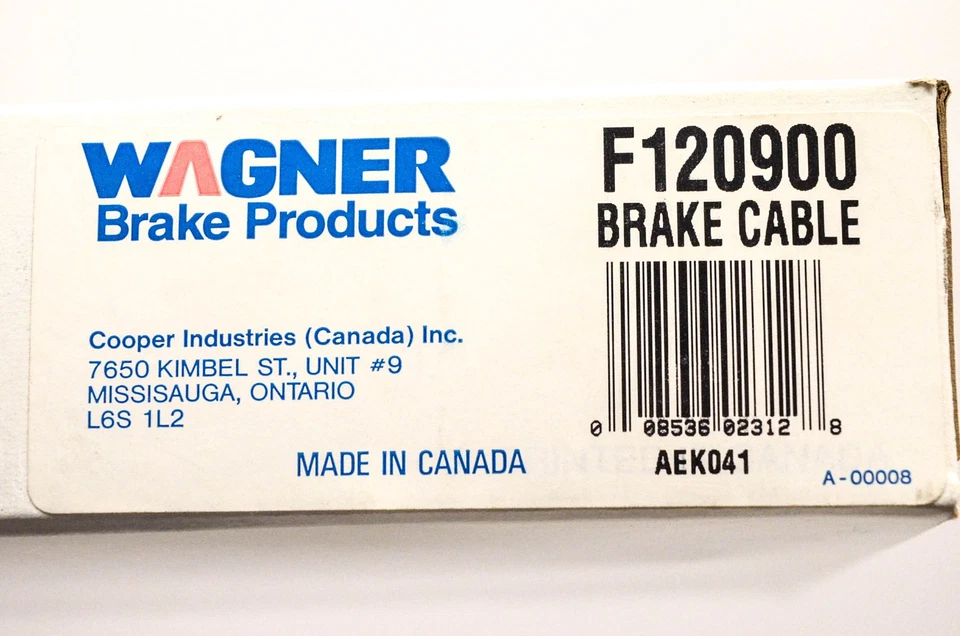 WAGNER
Brake Products
Cooper Industries (Canada) Inc.
7650 KIMBEL ST., UNIT #9
MISSISAUGA, ONTARIO
L6S 1L2
MADE IN CANADA
F120900
BRAKE CABLE
0 08536 02312 8
AEK041
A-00008